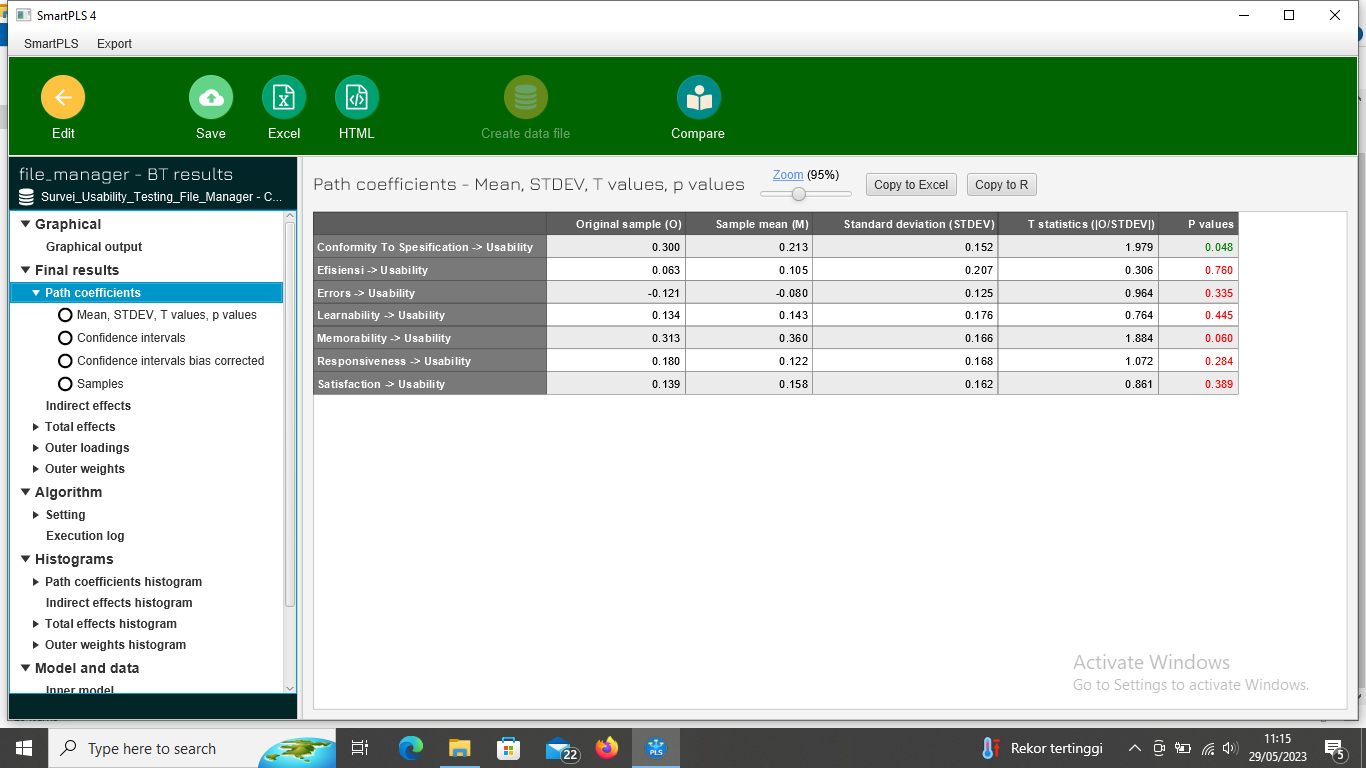 SmartPLS 4
SmartPLS Export
Edit
Save
Excel
HTML
Create data file
Compare
file_manager - BT results
Survei_Usability_Testing_File_Manager - C...
Graphical
Graphical output
Final results
Path coefficients
Mean, STDEV, T values, p values
Confidence intervals
Confidence intervals bias corrected
Samples
Indirect effects
Total effects
Outer loadings
Outer weights
Algorithm
Setting
Execution log
Histograms
Path coefficients histogram
Indirect effects histogram
Total effects histogram
Outer weights histogram
Model and data
Inner model
Path coefficients - Mean, STDEV, T values, p values
Zoom (95%)
Copy to Excel
Copy to R
Original sample (O) Sample mean (M) Standard deviation (STDEV) T statistics (|O/STDEV|) P values
Conformity To Spesification -> Usability 0.300 0.213 0.152 1.979 0.048
Efisiensi -> Usability 0.063 0.105 0.207 0.306 0.760
Errors -> Usability -0.121 -0.080 0.125 0.964 0.335
Learnability -> Usability 0.134 0.143 0.176 0.764 0.445
Memorability -> Usability 0.313 0.360 0.166 1.884 0.060
Responsiveness -> Usability 0.180 0.122 0.168 1.072 0.284
Satisfaction -> Usability 0.139 0.158 0.162 0.861 0.389
Activate Windows
Go to Settings to activate Windows.
Type here to search
22
PLS
Rekor tertinggi
11:15
29/05/2023
5